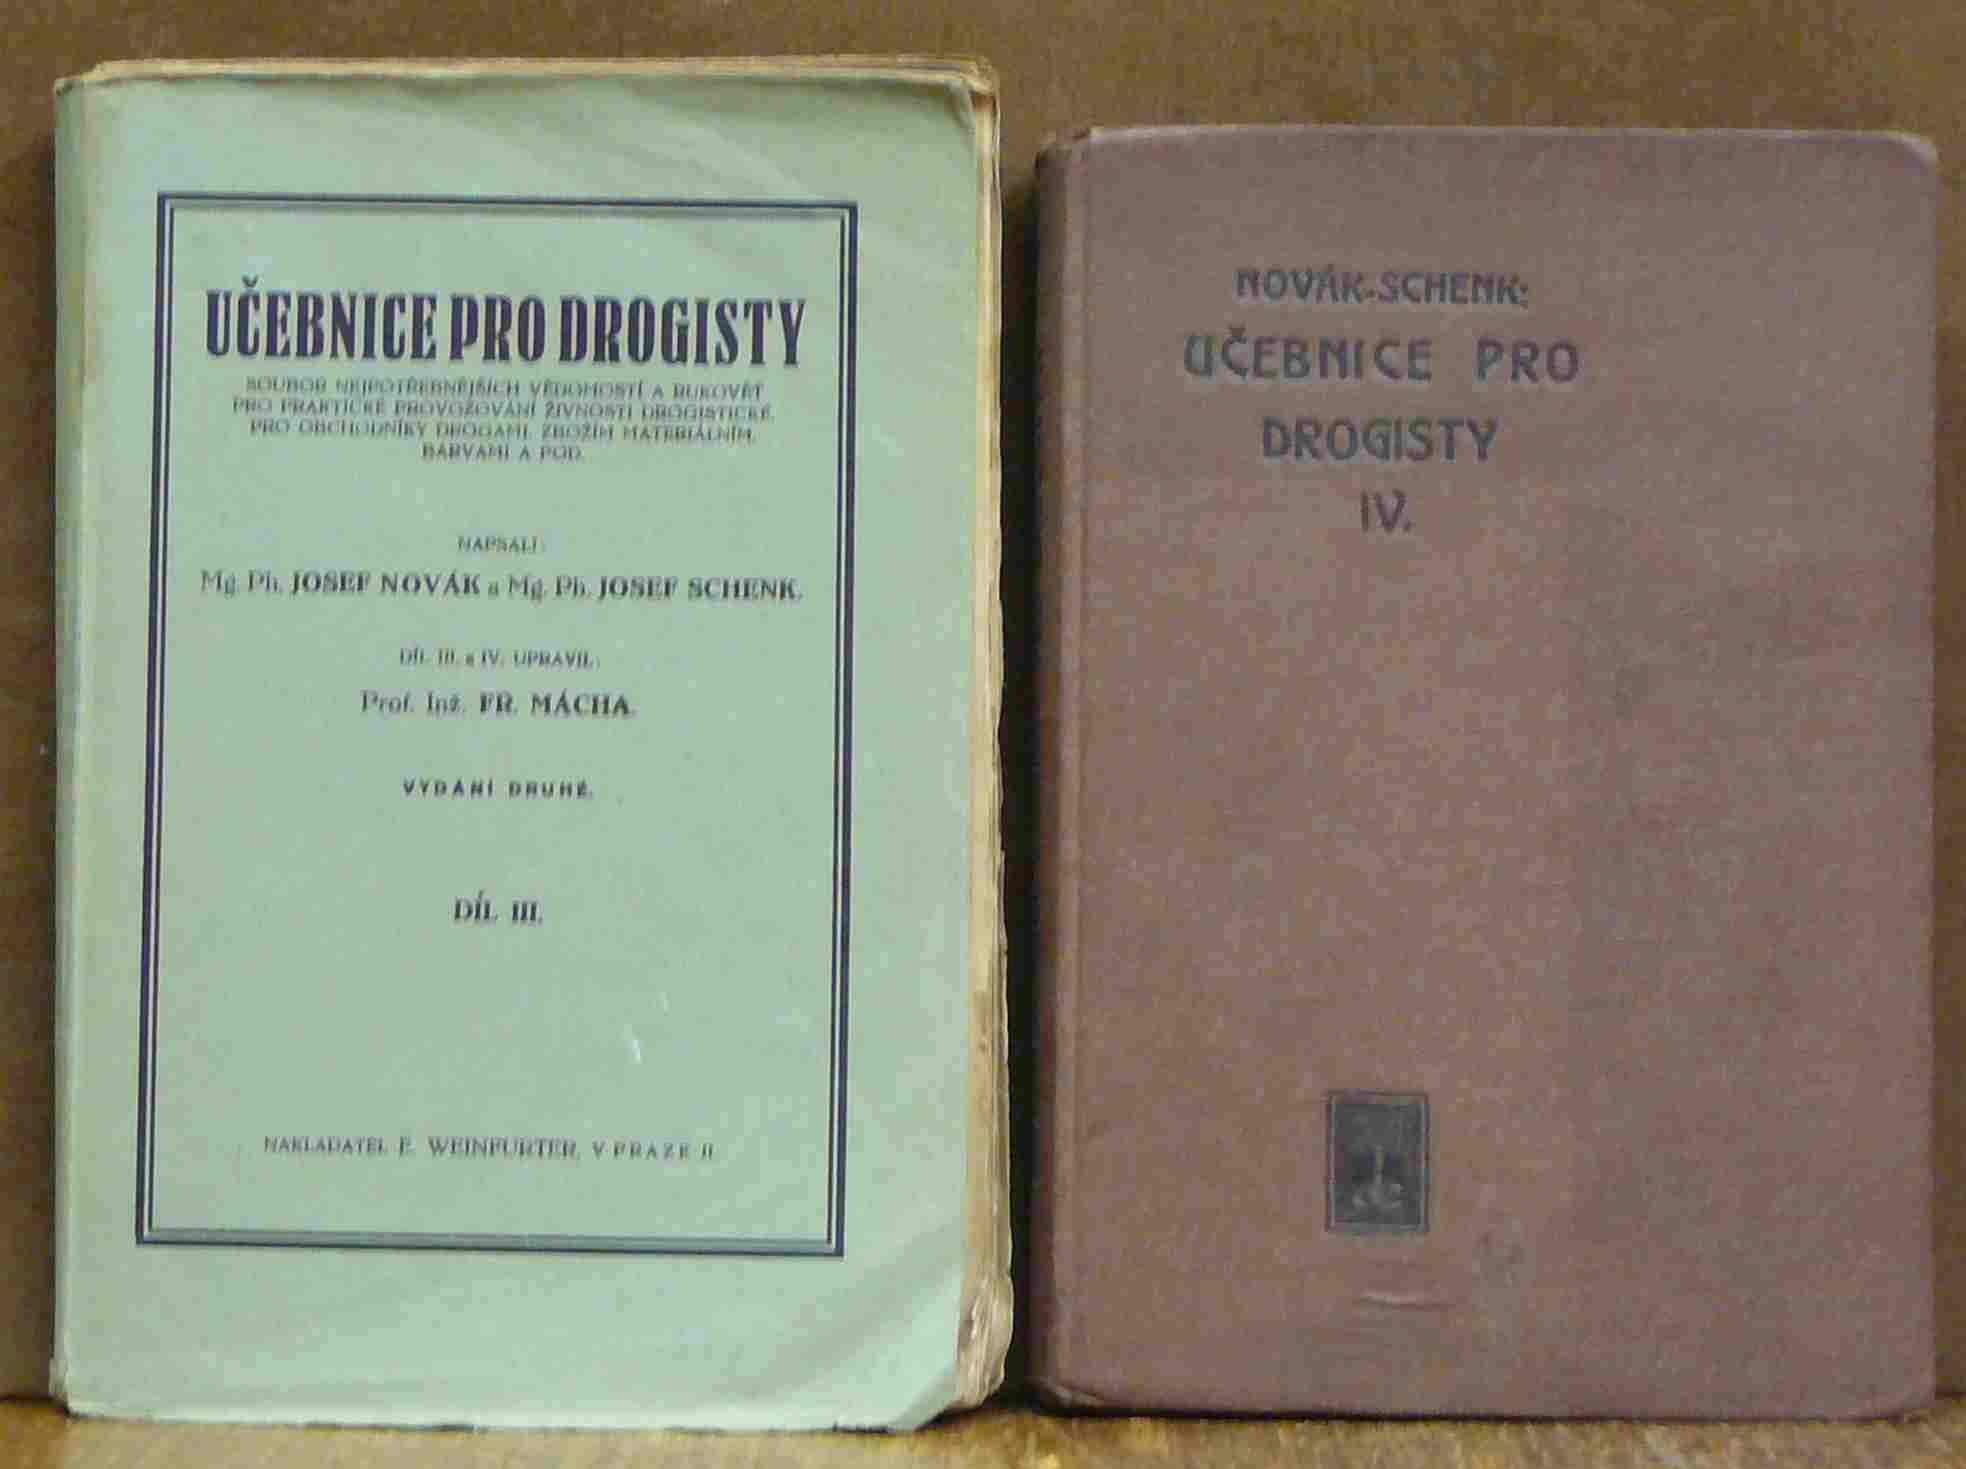 UČEBNICE PRO DROGISTY
SOUBOR NEJPOTŘEBNĚJŠÍCH VĚDOMOSTÍ A RUKOVĚŤ
PRO PRAKTICKÉ PROVOZOVÁNÍ ŽIVNOSTI DROGISTICKÉ,
PRO OBCHODNÍKY DROGAMI, ZBOŽÍM MATERIÁLNÍM,
BARVAMI A POD.
NAPSALI:
Mg. Ph. JOSEF NOVÁK a Mg. Ph. JOSEF SCHENK.
DÍL III. a IV. UPRAVIL:
Prof. Inž. FR. MÁCHA.
VYDÁNÍ DRUHÉ.
DÍL III.
NAKLADATEL E. WEINFURTER, V PRAZE II
NOVÁK-SCHENK:
UČEBNICE PRO
DROGISTY
IV.